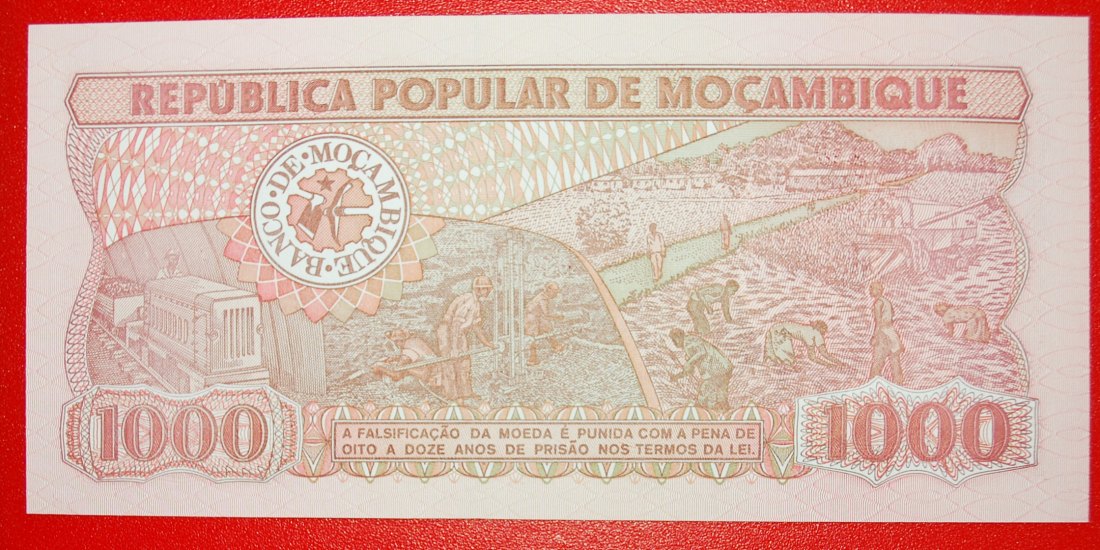 REPÚBLICA POPULAR DE MOÇAMBIQUE
BANCO · DE · MOÇAMBIQUE ·
1000
A FALSIFICAÇÃO DA MOEDA É PUNIDA COM A PENA DE
OITO A DOZE ANOS DE PRISÃO NOS TERMOS DA LEI.
1000